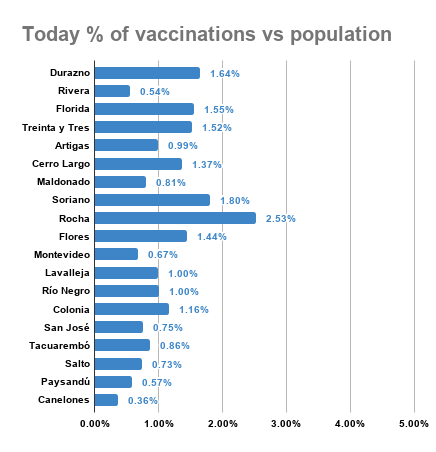 Today % of vaccinations vs population
Durazno 1.64%
Rivera 0.54%
Florida 1.55%
Treinta y Tres 1.52%
Artigas 0.99%
Cerro Largo 1.37%
Maldonado 0.81%
Soriano 1.80%
Rocha 2.53%
Flores 1.44%
Montevideo 0.67%
Lavalleja 1.00%
Río Negro 1.00%
Colonia 1.16%
San José 0.75%
Tacuarembó 0.86%
Salto 0.73%
Paysandú 0.57%
Canelones 0.36%
0.00% 1.00% 2.00% 3.00% 4.00% 5.00%